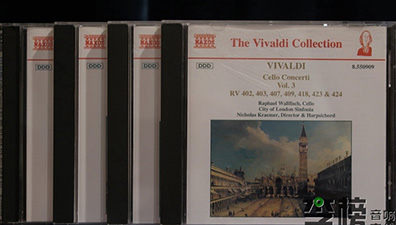 NAXOS
DDD
NAXOS
DDD
NAXOS
DDD
NAXOS
The Vivaldi Collection
DDD
VIVALDI
8.550909
Cello Concerti
Vol. 3
RV 402, 403, 407, 409, 418, 423 & 424
Raphael Wallfisch, Cello
City of London Sinfonia
Nicholas Kraemer, Director & Harpsichord
音响